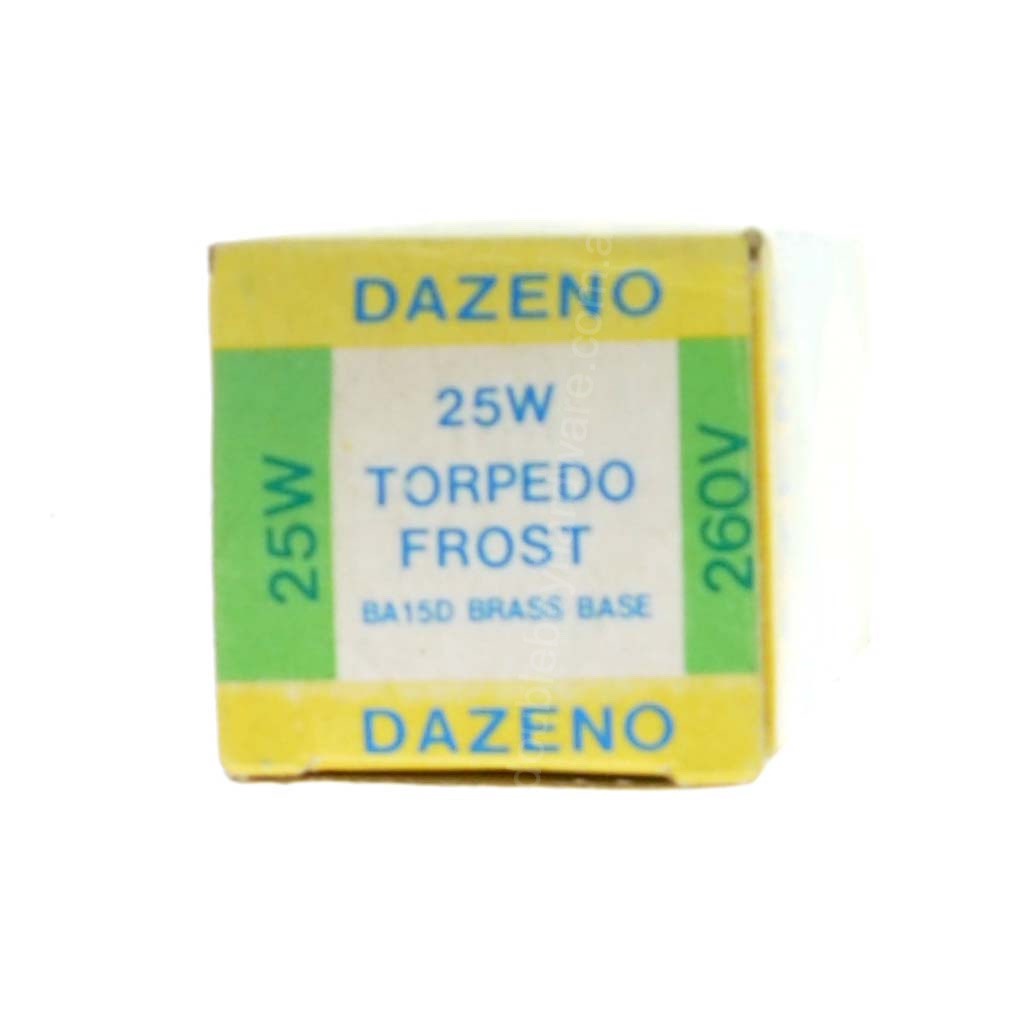 DAZENO
25W
25W
TORPEDO
FROST
BA15D BRASS BASE
260V
DAZENO